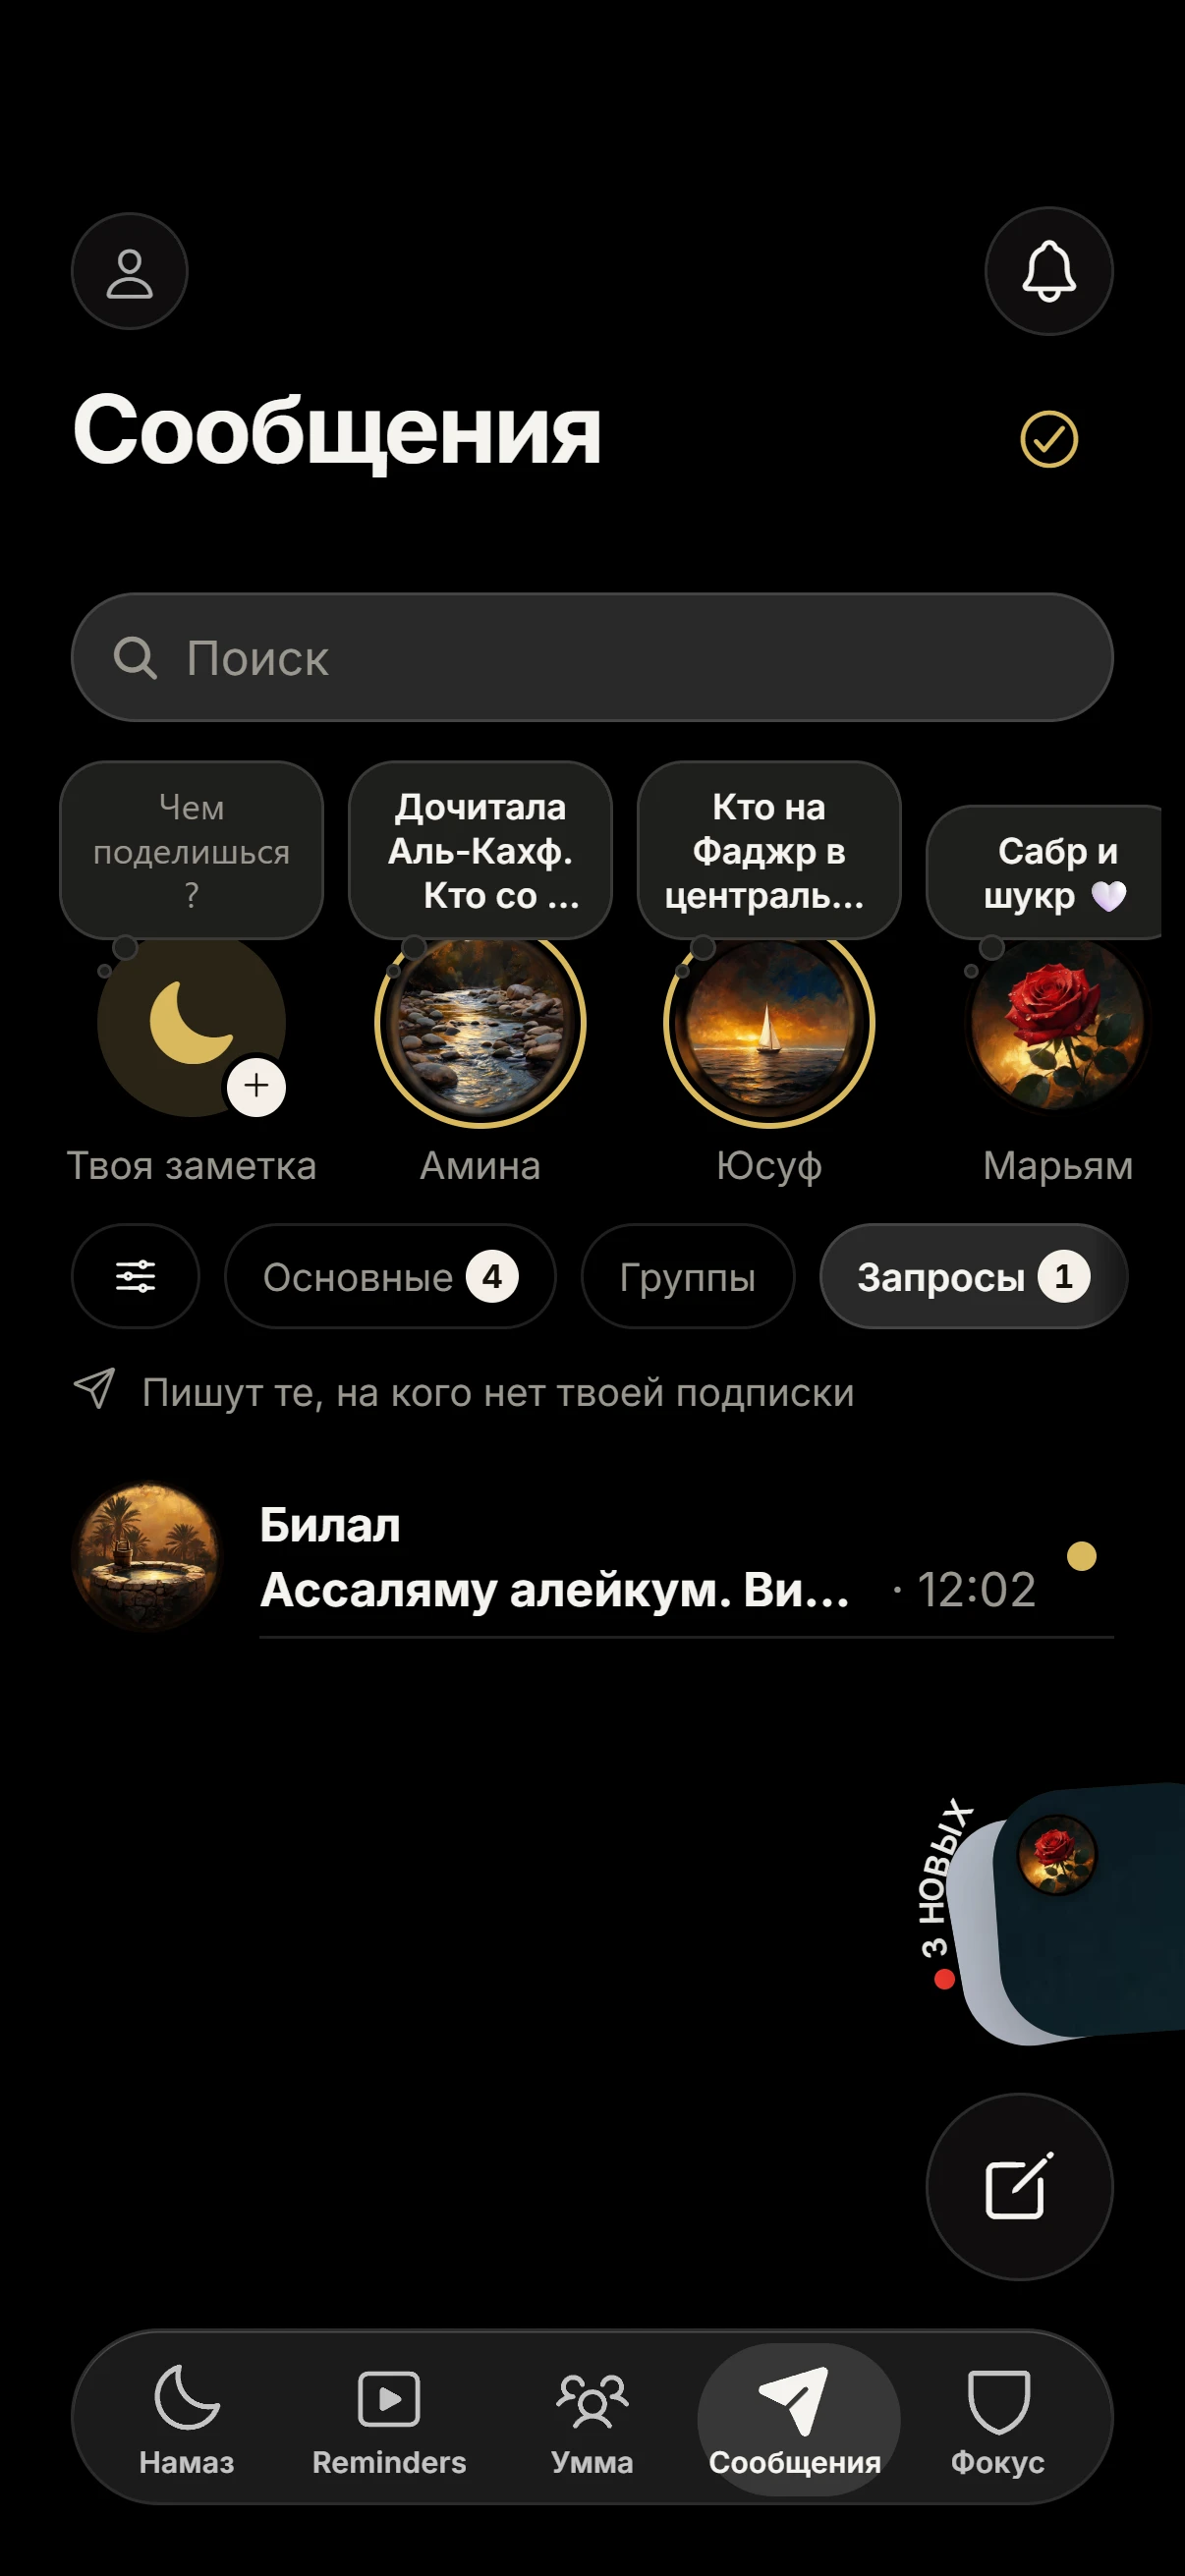 Сообщения
Поиск
Чем
поделишься
?
Дочитала
Аль-Кахф.
Кто со ...
Кто на
Фаджр в
централь...
Сабр и
шукр 🤍
Твоя заметка
Амина
Юсуф
Марьям
Основные 4
Группы
Запросы 1
Пишут те, на кого нет твоей подписки
Билал
Ассаляму алейкум. Ви... · 12:02
3 НОВЫХ
Намаз
Reminders
Умма
Сообщения
Фокус